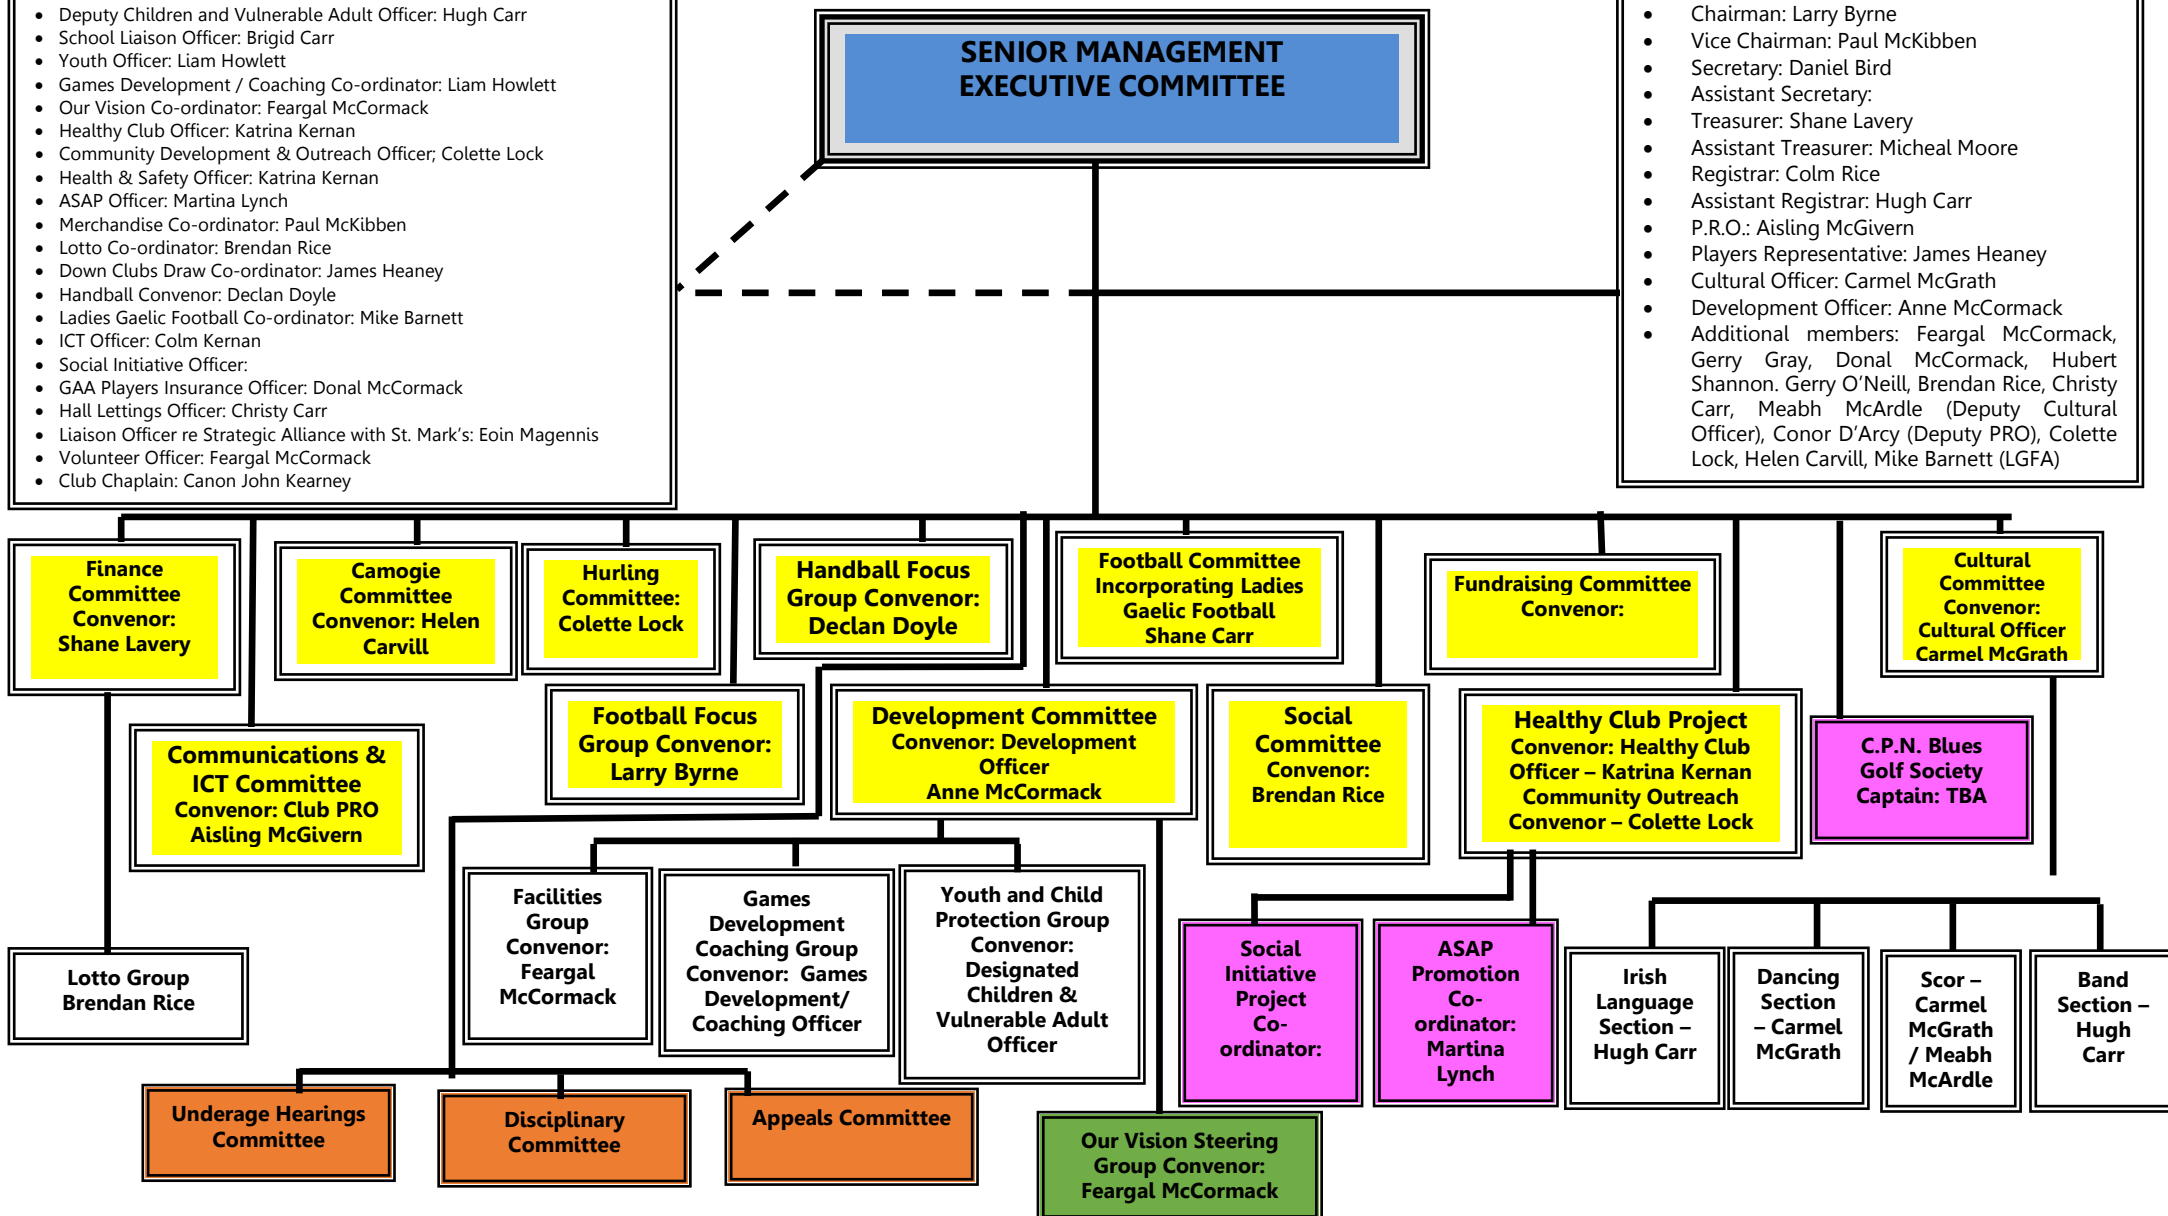 • Deputy Children and Vulnerable Adult Officer: Hugh Carr
• School Liaison Officer: Brigid Carr
• Youth Officer: Liam Howlett
• Games Development / Coaching Co-ordinator: Liam Howlett
• Our Vision Co-ordinator: Feargal McCormack
• Healthy Club Officer: Katrina Kernan
• Community Development & Outreach Officer; Colette Lock
• Health & Safety Officer: Katrina Kernan
• ASAP Officer: Martina Lynch
• Merchandise Co-ordinator: Paul McKibben
• Lotto Co-ordinator: Brendan Rice
• Down Clubs Draw Co-ordinator: James Heaney
• Handball Convenor: Declan Doyle
• Ladies Gaelic Football Co-ordinator: Mike Barnett
• ICT Officer: Colm Kernan
• Social Initiative Officer:
• GAA Players Insurance Officer: Donal McCormack
• Hall Lettings Officer: Christy Carr
• Liaison Officer re Strategic Alliance with St. Mark’s: Eoin Magennis
• Volunteer Officer: Feargal McCormack
• Club Chaplain: Canon John Kearney
SENIOR MANAGEMENT
EXECUTIVE COMMITTEE
• Chairman: Larry Byrne
• Vice Chairman: Paul McKibben
• Secretary: Daniel Bird
• Assistant Secretary:
• Treasurer: Shane Lavery
• Assistant Treasurer: Micheal Moore
• Registrar: Colm Rice
• Assistant Registrar: Hugh Carr
• P.R.O.: Aisling McGivern
• Players Representative: James Heaney
• Cultural Officer: Carmel McGrath
• Development Officer: Anne McCormack
• Additional members: Feargal McCormack,
Gerry Gray, Donal McCormack, Hubert
Shannon. Gerry O’Neill, Brendan Rice, Christy
Carr, Meabh McArdle (Deputy Cultural
Officer), Conor D’Arcy (Deputy PRO), Colette
Lock, Helen Carvill, Mike Barnett (LGFA)
Finance
Committee
Convenor:
Shane Lavery
Camogie
Committee
Convenor: Helen
Carvill
Hurling
Committee:
Colette Lock
Handball Focus
Group Convenor:
Declan Doyle
Football Committee
Incorporating Ladies
Gaelic Football
Shane Carr
Fundraising Committee
Convenor:
Cultural
Committee
Convenor:
Cultural Officer
Carmel McGrath
Communications &
ICT Committee
Convenor: Club PRO
Aisling McGivern
Football Focus
Group Convenor:
Larry Byrne
Development Committee
Convenor: Development
Officer
Anne McCormack
Social
Committee
Convenor:
Brendan Rice
Healthy Club Project
Convenor: Healthy Club
Officer – Katrina Kernan
Community Outreach
Convenor – Colette Lock
C.P.N. Blues
Golf Society
Captain: TBA
Lotto Group
Brendan Rice
Facilities
Group
Convenor:
Feargal
McCormack
Games
Development
Coaching Group
Convenor: Games
Development/
Coaching Officer
Youth and Child
Protection Group
Convenor:
Designated
Children &
Vulnerable Adult
Officer
Social
Initiative
Project
Co-
ordinator:
ASAP
Promotion
Co-
ordinator:
Martina
Lynch
Irish
Language
Section –
Hugh Carr
Dancing
Section
– Carmel
McGrath
Scor –
Carmel
McGrath
/ Meabh
McArdle
Band
Section –
Hugh
Carr
Underage Hearings
Committee
Disciplinary
Committee
Appeals Committee
Our Vision Steering
Group Convenor:
Feargal McCormack